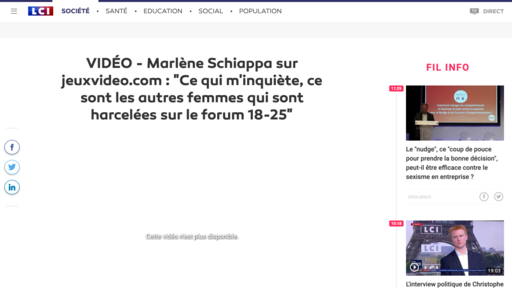 LCI
SOCIÉTÉ
SANTÉ
EDUCATION
SOCIAL
POPULATION
DIRECT
VIDÉO - Marlène Schiappa sur
jeuxvideo.com : "Ce qui m'inquiète, ce
sont les autres femmes qui sont
harcelées sur le forum 18-25"
Cette vidéo n'est plus disponible.
FIL INFO
11:29
Le "nudge", ce "coup de pouce
pour prendre la bonne décision",
peut-il être efficace contre le
sexisme en entreprise ?
10:18
LCI
19:03
L'interview politique de Christophe